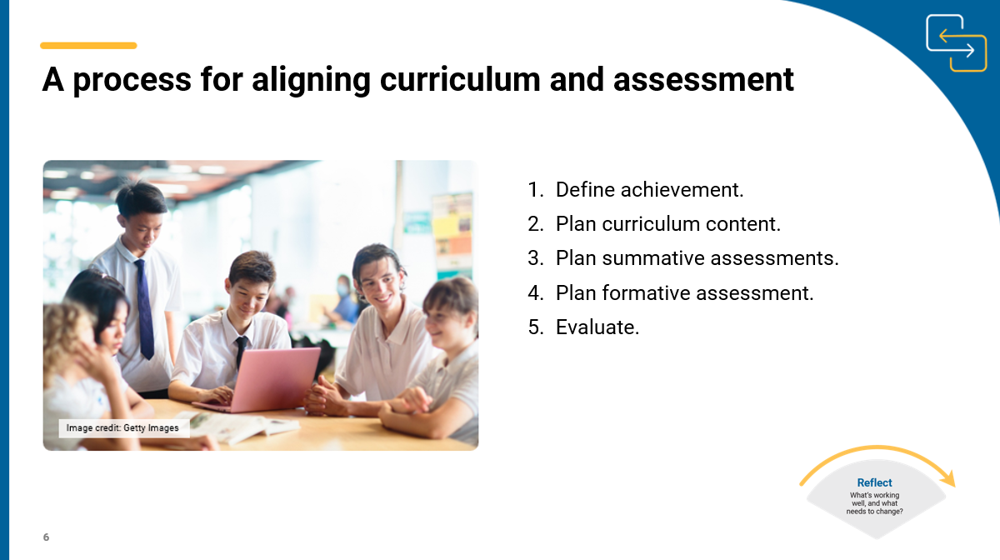 A process for aligning curriculum and assessment
1. Define achievement.
2. Plan curriculum content.
3. Plan summative assessments.
4. Plan formative assessment.
5. Evaluate.
Image credit: Getty Images
Reflect
What's working
well, and what
needs to change?
6